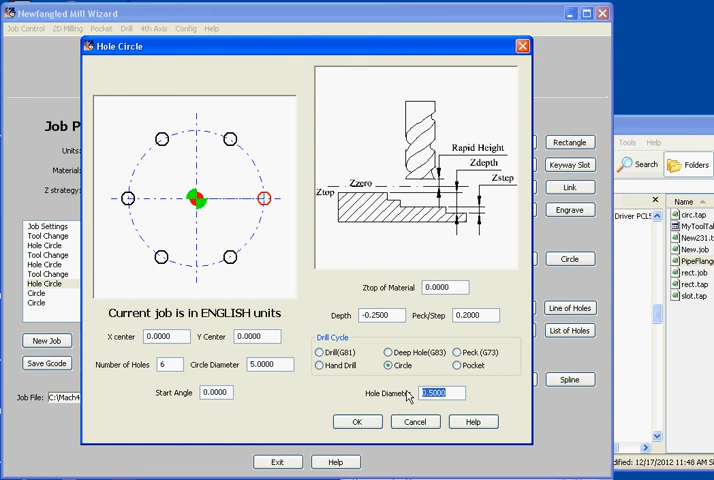 Newfangled Mill Wizard
Job Control 2D Milling Pocket Drill 4th Axis Config Help
Hole Circle
Job P
Units:
Material:
Z strategy:
Job Settings
Tool Change
Hole Circle
Tool Change
Hole Circle
Tool Change
Hole Circle
Circle
Circle
New Job
Save Gcode
Job File: C:\Mach4
Rapid Height
Zdepth
Zzero
Zstep
Ztop
Current job is in ENGLISH units
X center 0.0000 Y Center 0.0000
Number of Holes 6 Circle Diameter 5.0000
Start Angle 0.0000
Ztop of Material 0.0000
Depth -0.2500 Peck/Step 0.2000
Drill Cycle
Drill(G81) Deep Hole(G83) Peck (G73)
Hand Drill Circle Pocket
Hole Diamete 0.5000
OK Cancel Help
Rectangle
Keyway Slot
Link
Engrave
Circle
Line of Holes
List of Holes
Spline
Exit Help
Tools Help
Search Folders
Driver PCL5
Name
circ.tap
MyToolTal
New231.t
New.job
PipeFlang
rect.job
rect.tap
slot.tap
dified: 12/17/2012 11:48 AM S